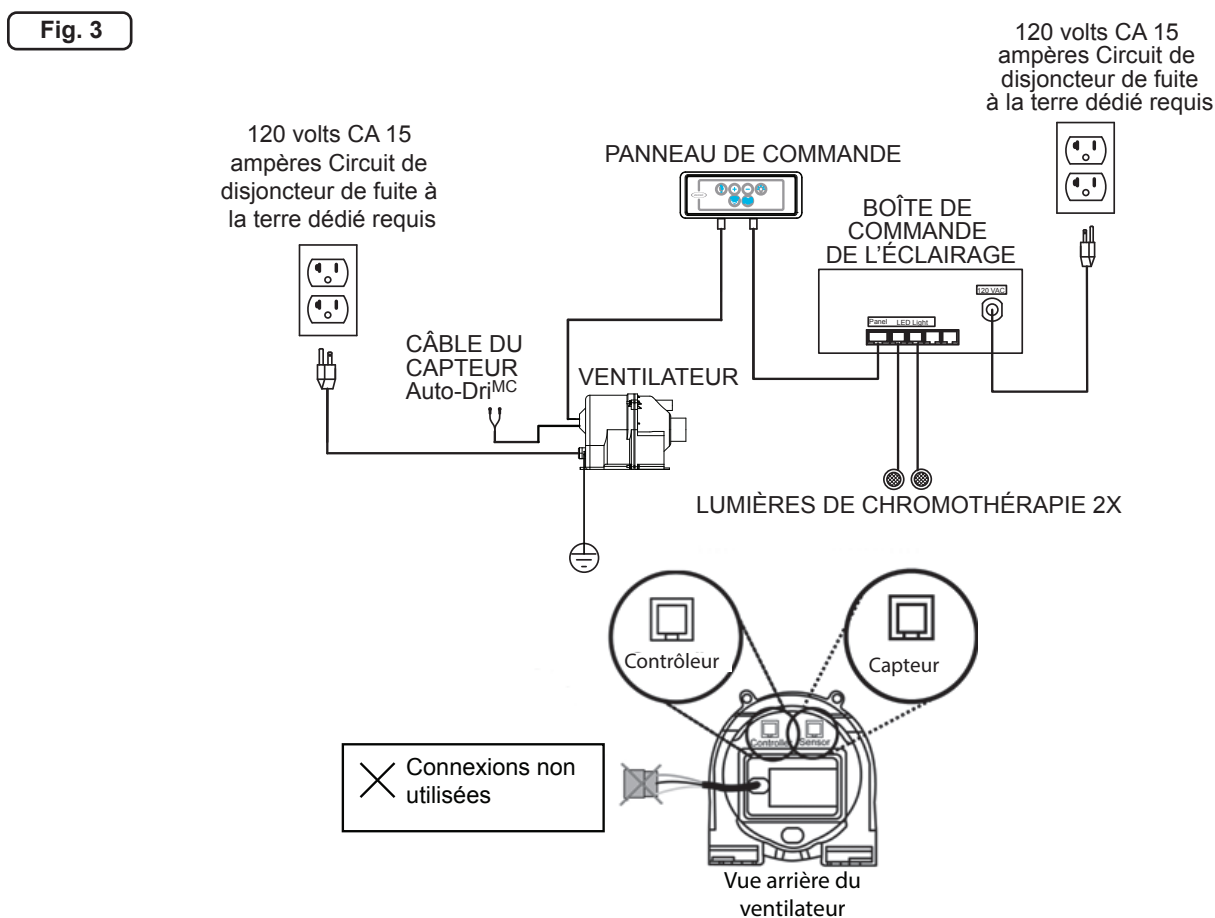 Fig. 3
120 volts CA 15
ampères Circuit de
disjoncteur de fuite
à la terre dédié requis
120 volts CA 15
ampères Circuit de
disjoncteur de fuite à
la terre dédié requis
PANNEAU DE COMMANDE
BOÎTE DE
COMMANDE
DE L’ÉCLAIRAGE
120 VAC
Panel LED Light
CÂBLE DU
CAPTEUR
Auto-DriMC
VENTILATEUR
LUMIÈRES DE CHROMOTHÉRAPIE 2X
Contrôleur
Capteur
Controller Sensor
Connexions non
utilisées
Vue arrière du
ventilateur